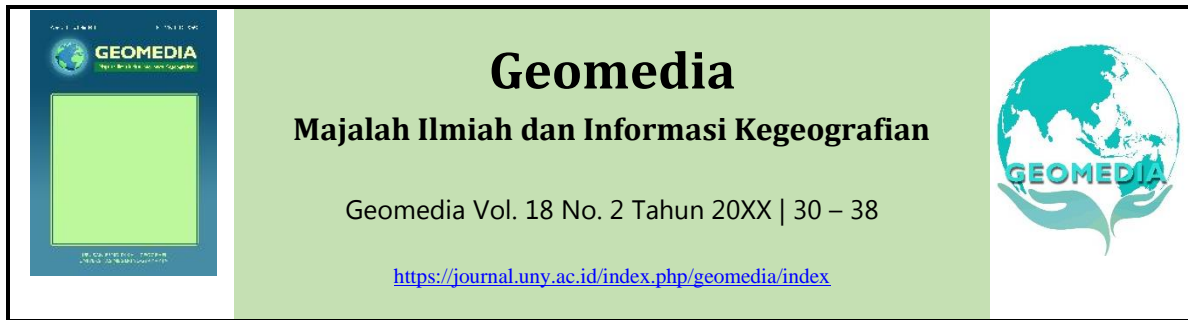 GEOMEDIA
Geomedia
Majalah Ilmiah dan Informasi Kegeografian
Geomedia Vol. 18 No. 2 Tahun 20XX | 30 – 38
https://journal.uny.ac.id/index.php/geomedia/index
GEOMEDIA